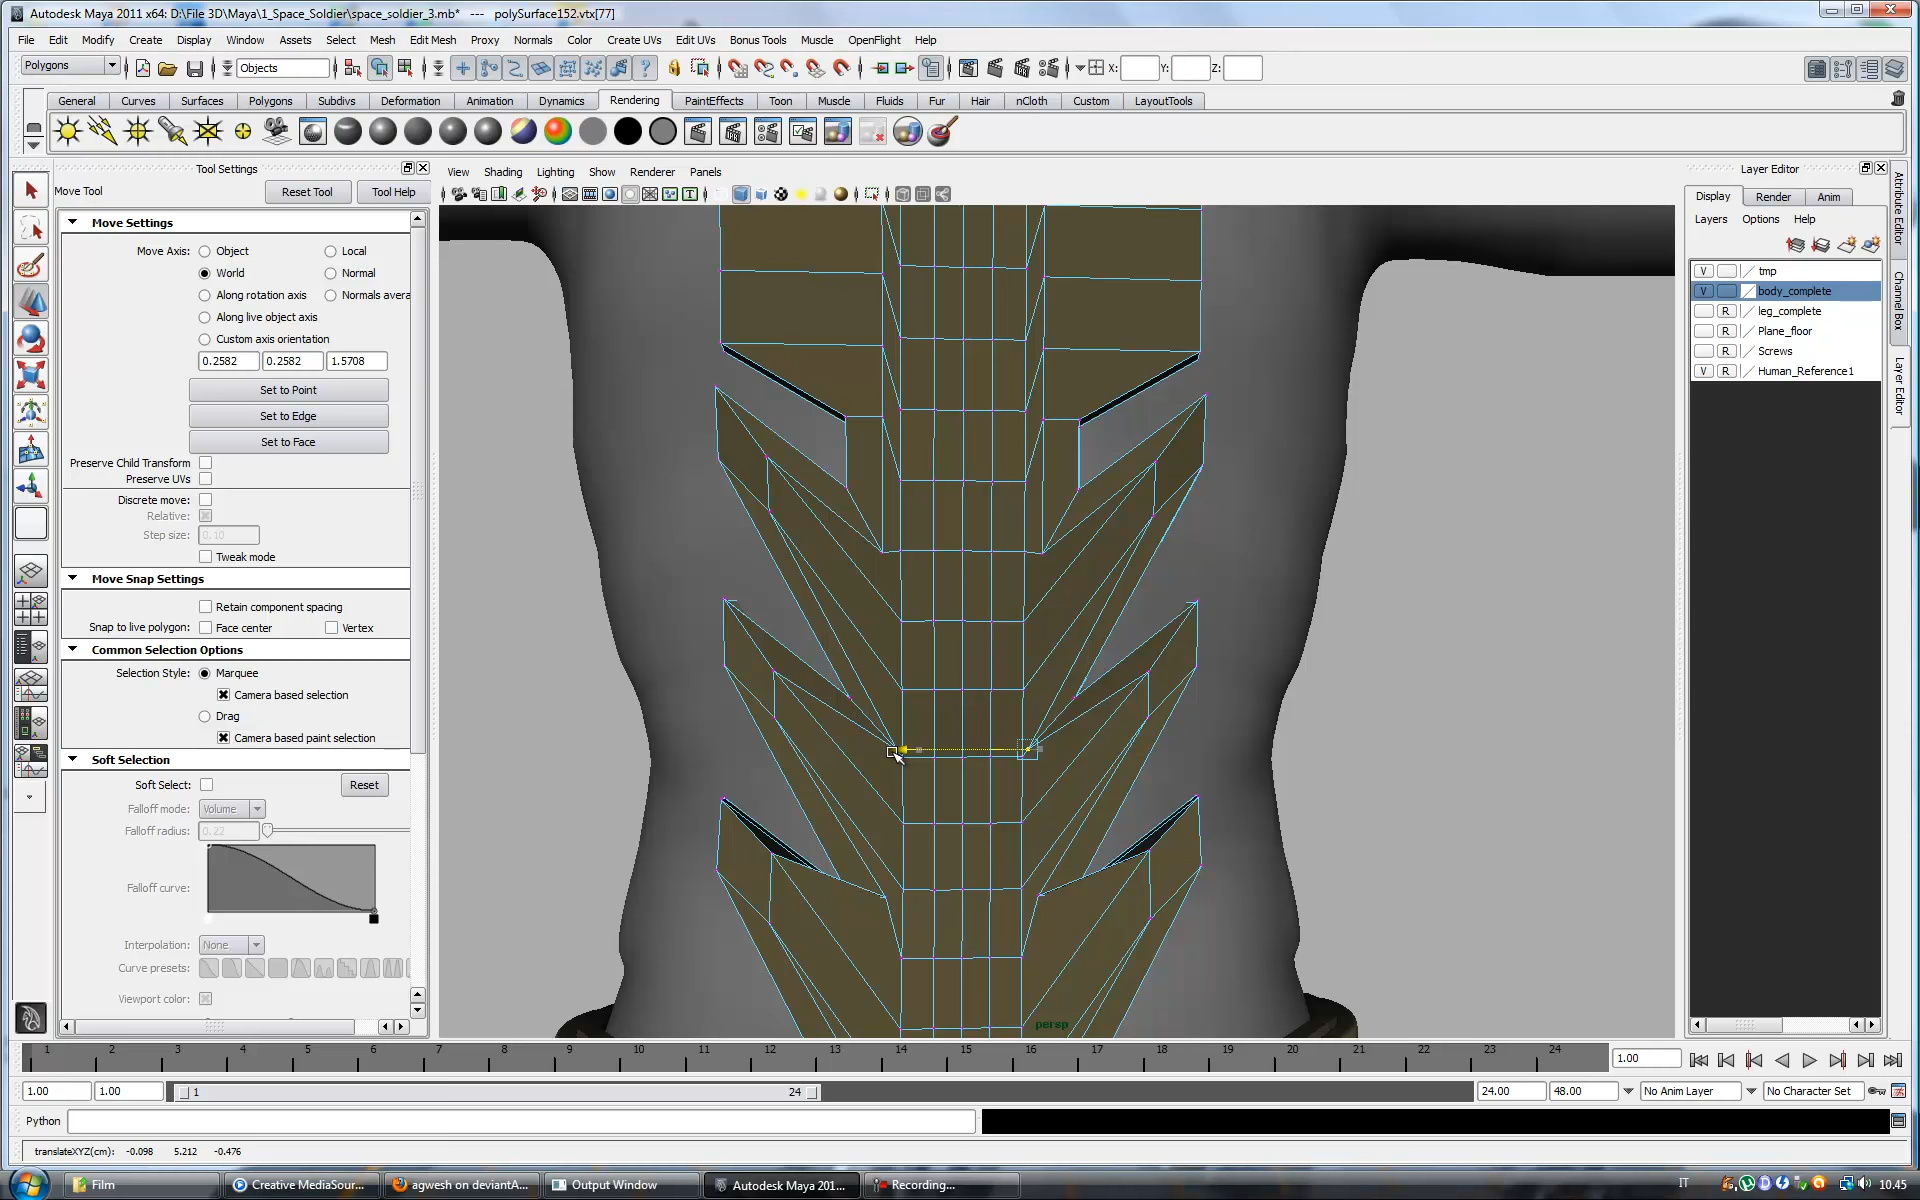 Autodesk Maya 2011 x64: D:\File 3D\Maya\1_Space_Soldier\space_soldier_3.mb* --- polySurface152.vtx[77]
File Edit Modify Create Display Window Assets Select Mesh Edit Mesh Proxy Normals Color Create UVs Edit UVs Bonus Tools Muscle OpenFlight Help
Polygons Objects X: Y: Z:
General Curves Surfaces Polygons Subdivs Deformation Animation Dynamics Rendering PaintEffects Toon Muscle Fluids Fur Hair nCloth Custom LayoutTools
Tool Settings
Move Tool Reset Tool Tool Help
Move Settings
Move Axis: Object Local
World Normal
Along rotation axis Normals avera
Along live object axis
Custom axis orientation
0.2582 0.2582 1.5708
Set to Point
Set to Edge
Set to Face
Preserve Child Transform
Preserve UVs
Discrete move:
Relative:
Step size: 0.10
Tweak mode
Move Snap Settings
Retain component spacing
Snap to live polygon: Face center Vertex
Common Selection Options
Selection Style: Marquee
Camera based selection
Drag
Camera based paint selection
Soft Selection
Soft Select: Reset
Falloff mode: Volume
Falloff radius: 0.22
Falloff curve:
Interpolation: None
Curve presets:
Viewport color:
View Shading Lighting Show Renderer Panels
persp
Layer Editor
Display Render Anim
Layers Options Help
V tmp
V body_complete
R leg_complete
R Plane_floor
R Screws
V R Human_Reference1
Attribute Editor
Channel Box
Layer Editor
1 2 3 4 5 6 7 8 9 10 11 12 13 14 15 16 17 18 19 20 21 22 23 24 1.00
1.00 1.00 1 24 24.00 48.00 No Anim Layer No Character Set
Python
translateXYZ(cm): -0.098 5.212 -0.476
Film Creative MediaSour... agwesh on deviantA... Output Window Autodesk Maya 201... Recording... IT 10.45